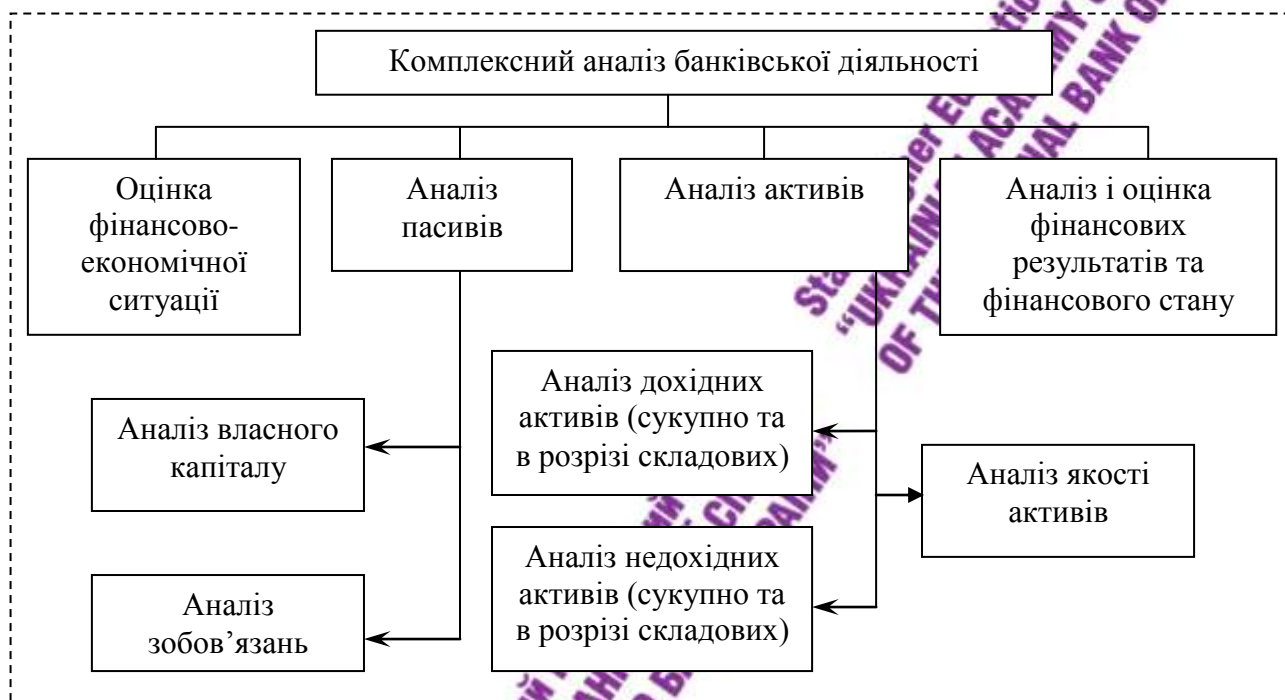 Комплексний аналіз банківської діяльності
Оцінка
фінансово-
економічної
ситуації
Аналіз
пасивів
Аналіз активів
Аналіз і оцінка
фінансових
результатів та
фінансового стану
Аналіз власного
капіталу
Аналіз
зобов’язань
Аналіз дохідних
активів (сукупно та
в розрізі складових)
Аналіз недохідних
активів (сукупно та
в розрізі складових)
Аналіз якості
активів